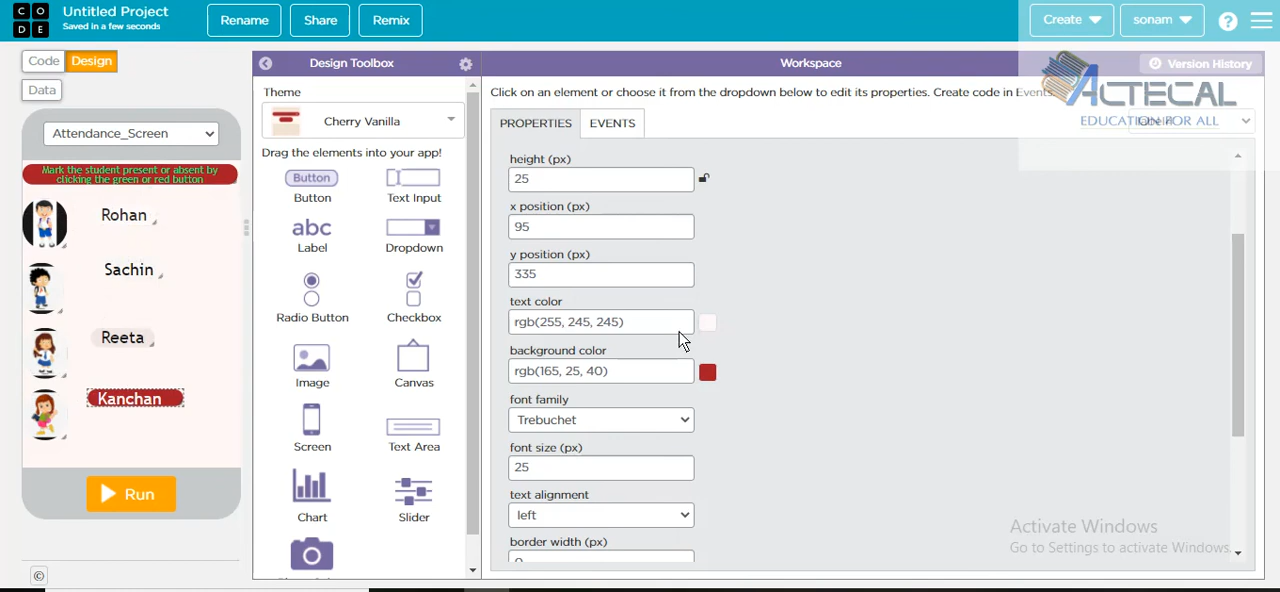 CODE
Untitled Project
Saved in a few seconds
Rename
Share
Remix
Create
sonam
?
Code
Design
Data
Design Toolbox
Workspace
Version History
ACTECAL
EDUCATION FOR ALL
Attendance_Screen
Mark the student present or absent by
clicking the green or red button
Rohan
Sachin
Reeta
Kanchan
Run
©
Theme
Cherry Vanilla
Drag the elements into your app!
Button
Button
Text Input
abc
Label
Dropdown
Radio Button
Checkbox
Image
Canvas
Screen
Text Area
Chart
Slider
Click on an element or choose it from the dropdown below to edit its properties. Create code in Events.
PROPERTIES
EVENTS
height (px)
25
x position (px)
95
y position (px)
335
text color
rgb(255, 245, 245)
background color
rgb(165, 25, 40)
font family
Trebuchet
font size (px)
25
text alignment
left
border width (px)
Activate Windows
Go to Settings to activate Windows.